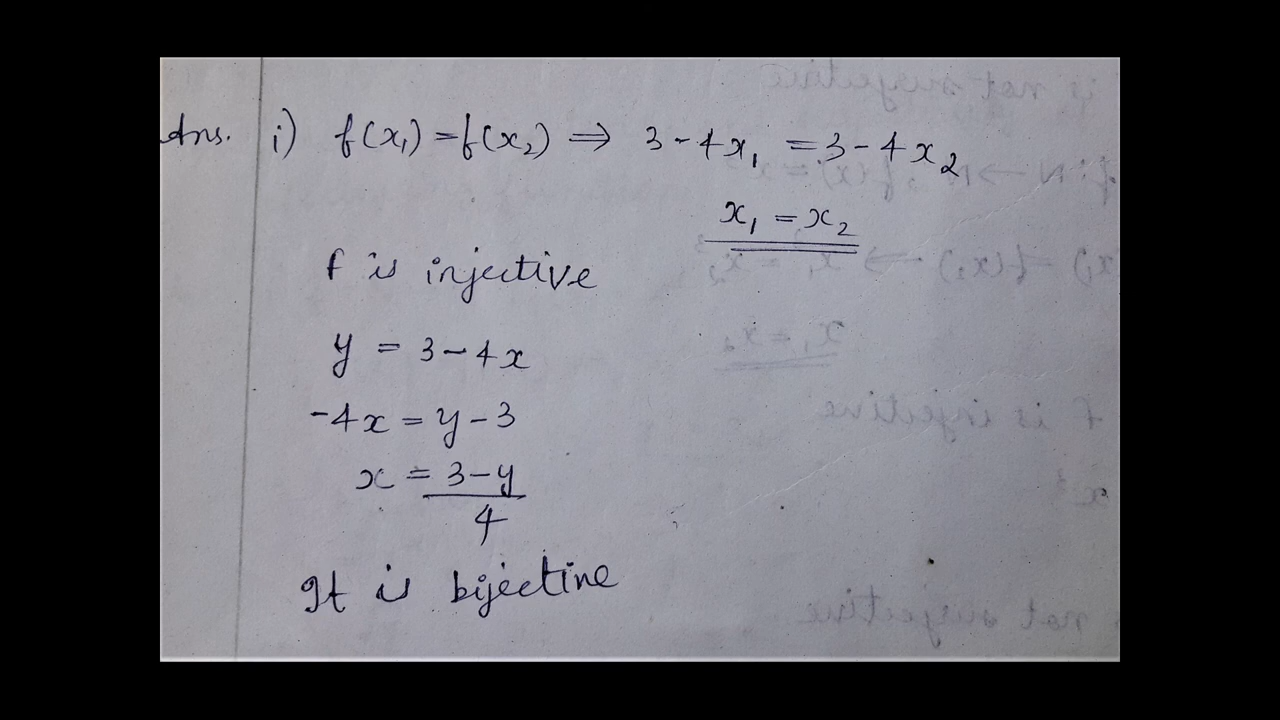 Ans. i) f(x₁) = f(x₂) ⇒ 3 - 4x₁ = 3 - 4x₂
x₁ = x₂
f is injective
y = 3 - 4x
-4x = y - 3
x = 3 - y
4
It is bijective